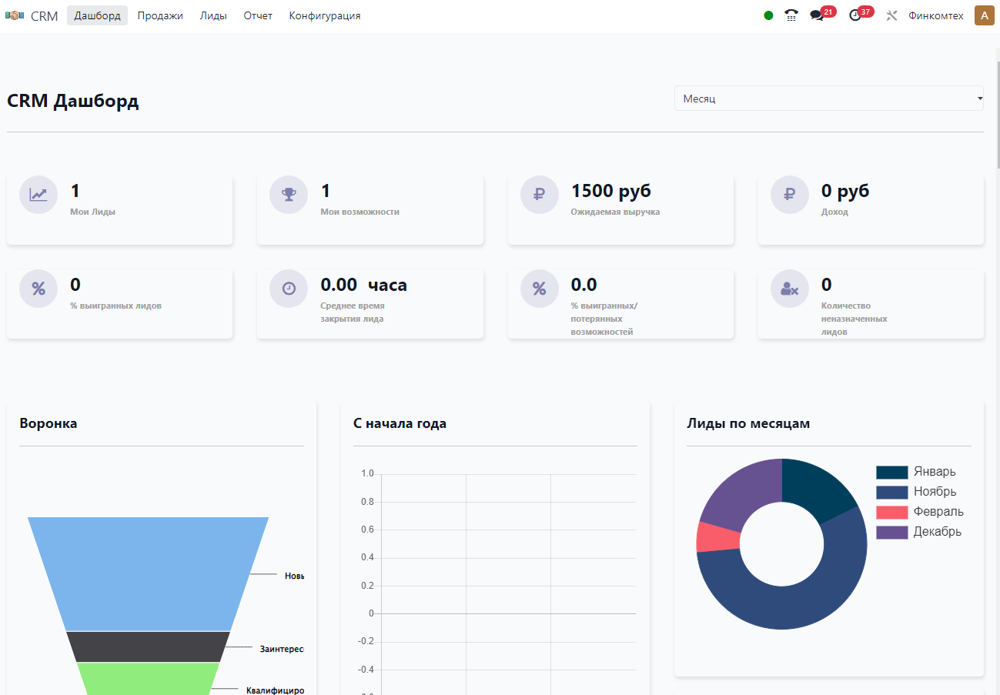 CRM Дашборд Продажи Лиды Отчет Конфигурация 21 37 Финкомтех A
CRM Дашборд
Месяц
1
Мои Лиды
1
Мои возможности
1500 руб
Ожидаемая выручка
0 руб
Доход
0
% выигранных лидов
0.00 часа
Среднее время
закрытия лида
0.0
% выигранных/
потерянных
возможностей
0
Количество
неназначенных
лидов
Воронка
Новы
Заинтерес
Квалифициро
С начала года
1.0
0.8
0.6
0.4
0.2
0
-0.2
-0.4
Лиды по месяцам
Январь
Ноябрь
Февраль
Декабрь